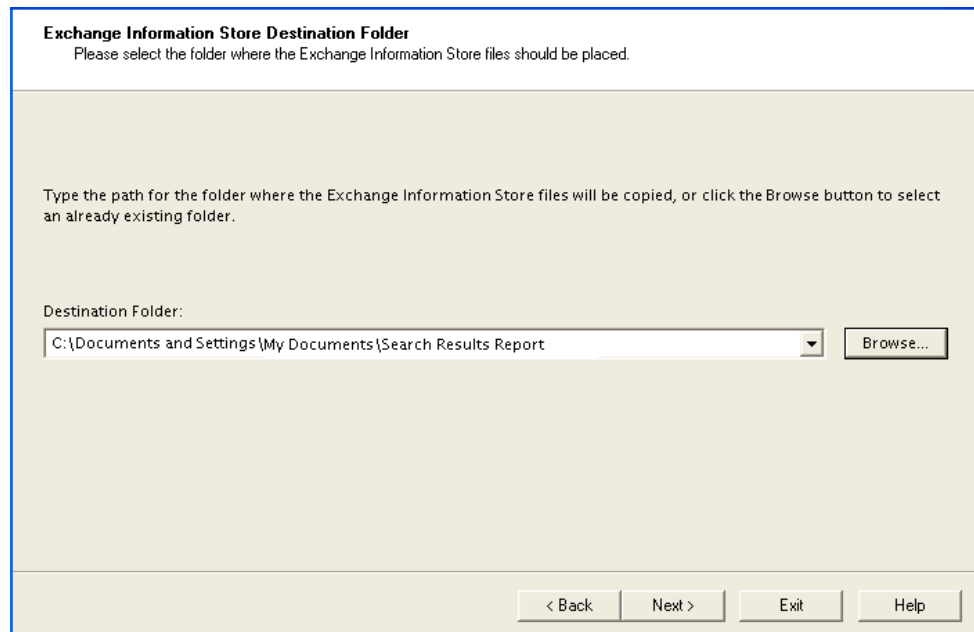 Exchange Information Store Destination Folder
Please select the folder where the Exchange Information Store files should be placed.
Type the path for the folder where the Exchange Information Store files will be copied, or click the Browse button to select
an already existing folder.
Destination Folder:
C:\Documents and Settings\My Documents\Search Results Report
Browse...
< Back
Next >
Exit
Help